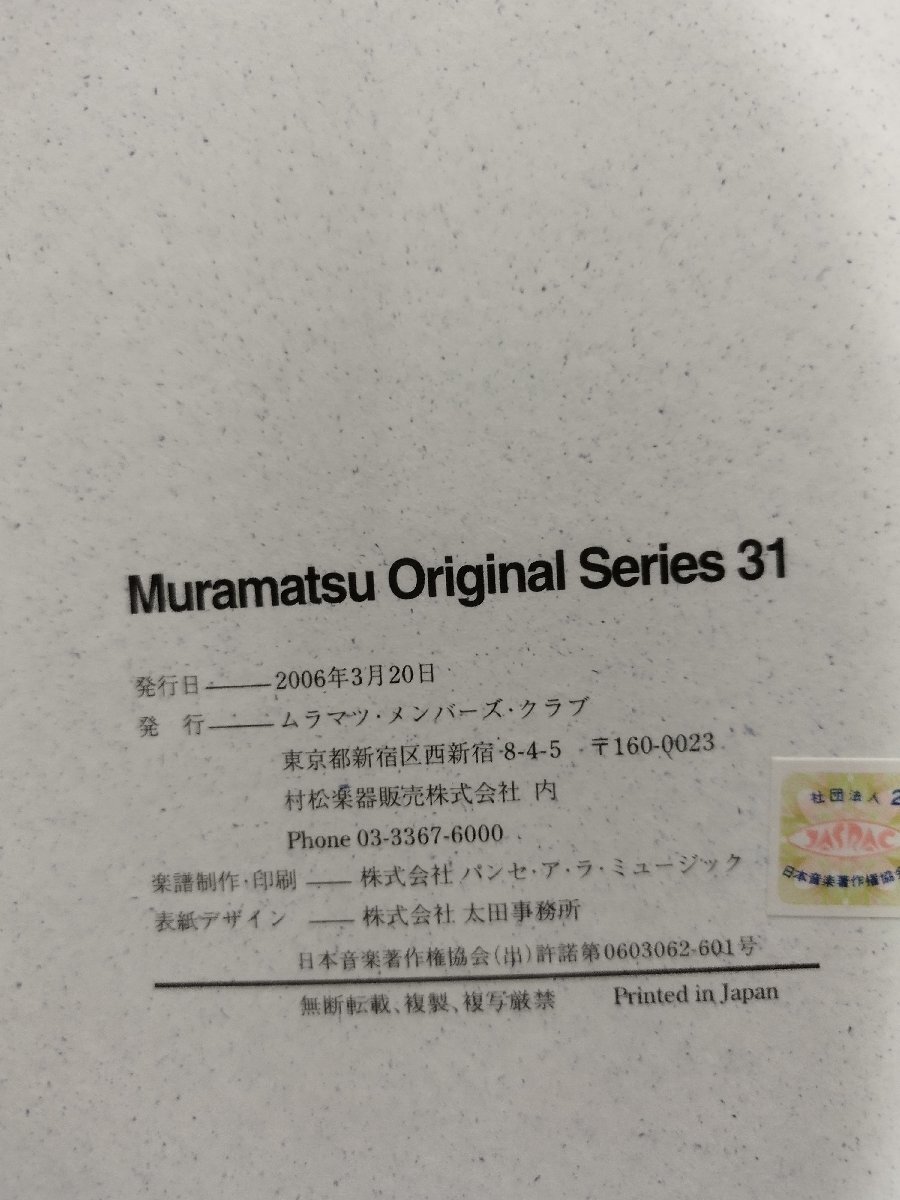 Muramatsu Original Series 31
発行日——2006年3月20日
発　行——ムラマツ・メンバーズ・クラブ
東京都新宿区西新宿 8-4-5　〒160-0023
村松楽器販売株式会社 内
Phone 03-3367-6000
楽譜制作・印刷——株式会社 パンセ・ア・ラ・ミュージック
表紙デザイン——株式会社 太田事務所
日本音楽著作権協会(出)許諾第0603062-601号
無断転載、複製、複写厳禁　Printed in Japan
社団法人 2
JASRAC
日本音楽著作権協会